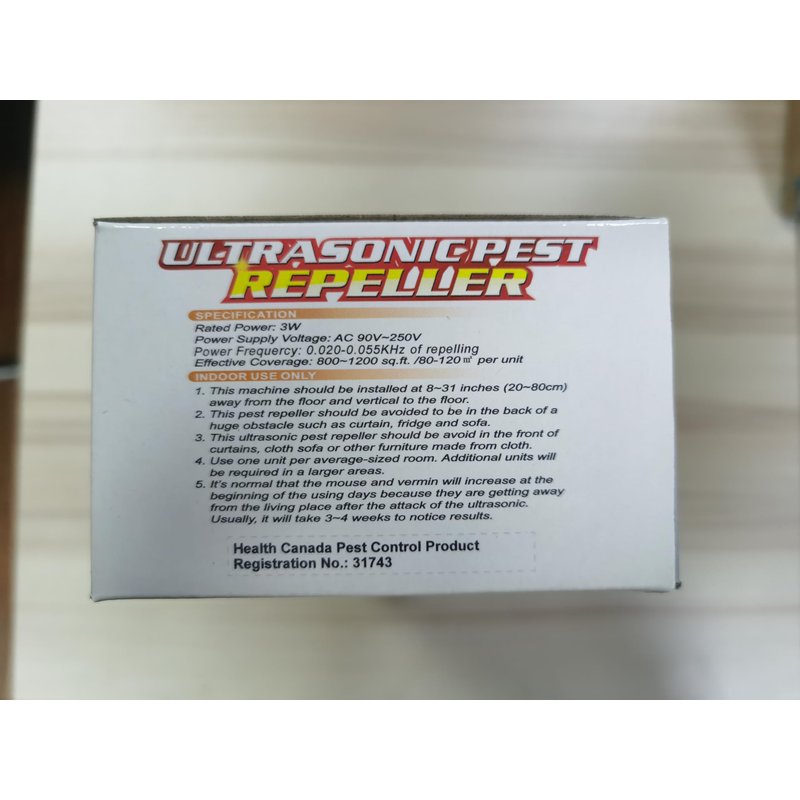 ULTRASONIC PEST
REPELLER
SPECIFICATION
Rated Power: 3W
Power Supply Voltage: AC 90V~250V
Power Frequercy: 0.020-0.055KHz of repelling
Effective Coverage: 800~1200 sq.ft. /80-120㎡ per unit
INDOOR USE ONLY
1. This machine should be installed at 8~31 inches (20~80cm)
away from the floor and vertical to the floor.
2. This pest repeller should be avoided to be in the back of a
huge obstacle such as curtain, fridge and sofa.
3. This ultrasonic pest repeller should be avoid in the front of
curtains, cloth sofa or other furniture made from cloth.
4. Use one unit per average-sized room. Additional units will
be required in a larger areas.
5. It's normal that the mouse and vermin will increase at the
beginning of the using days because they are getting away
from the living place after the attack of the ultrasonic.
Usually, it will take 3~4 weeks to notice results.
Health Canada Pest Control Product
Registration No.: 31743